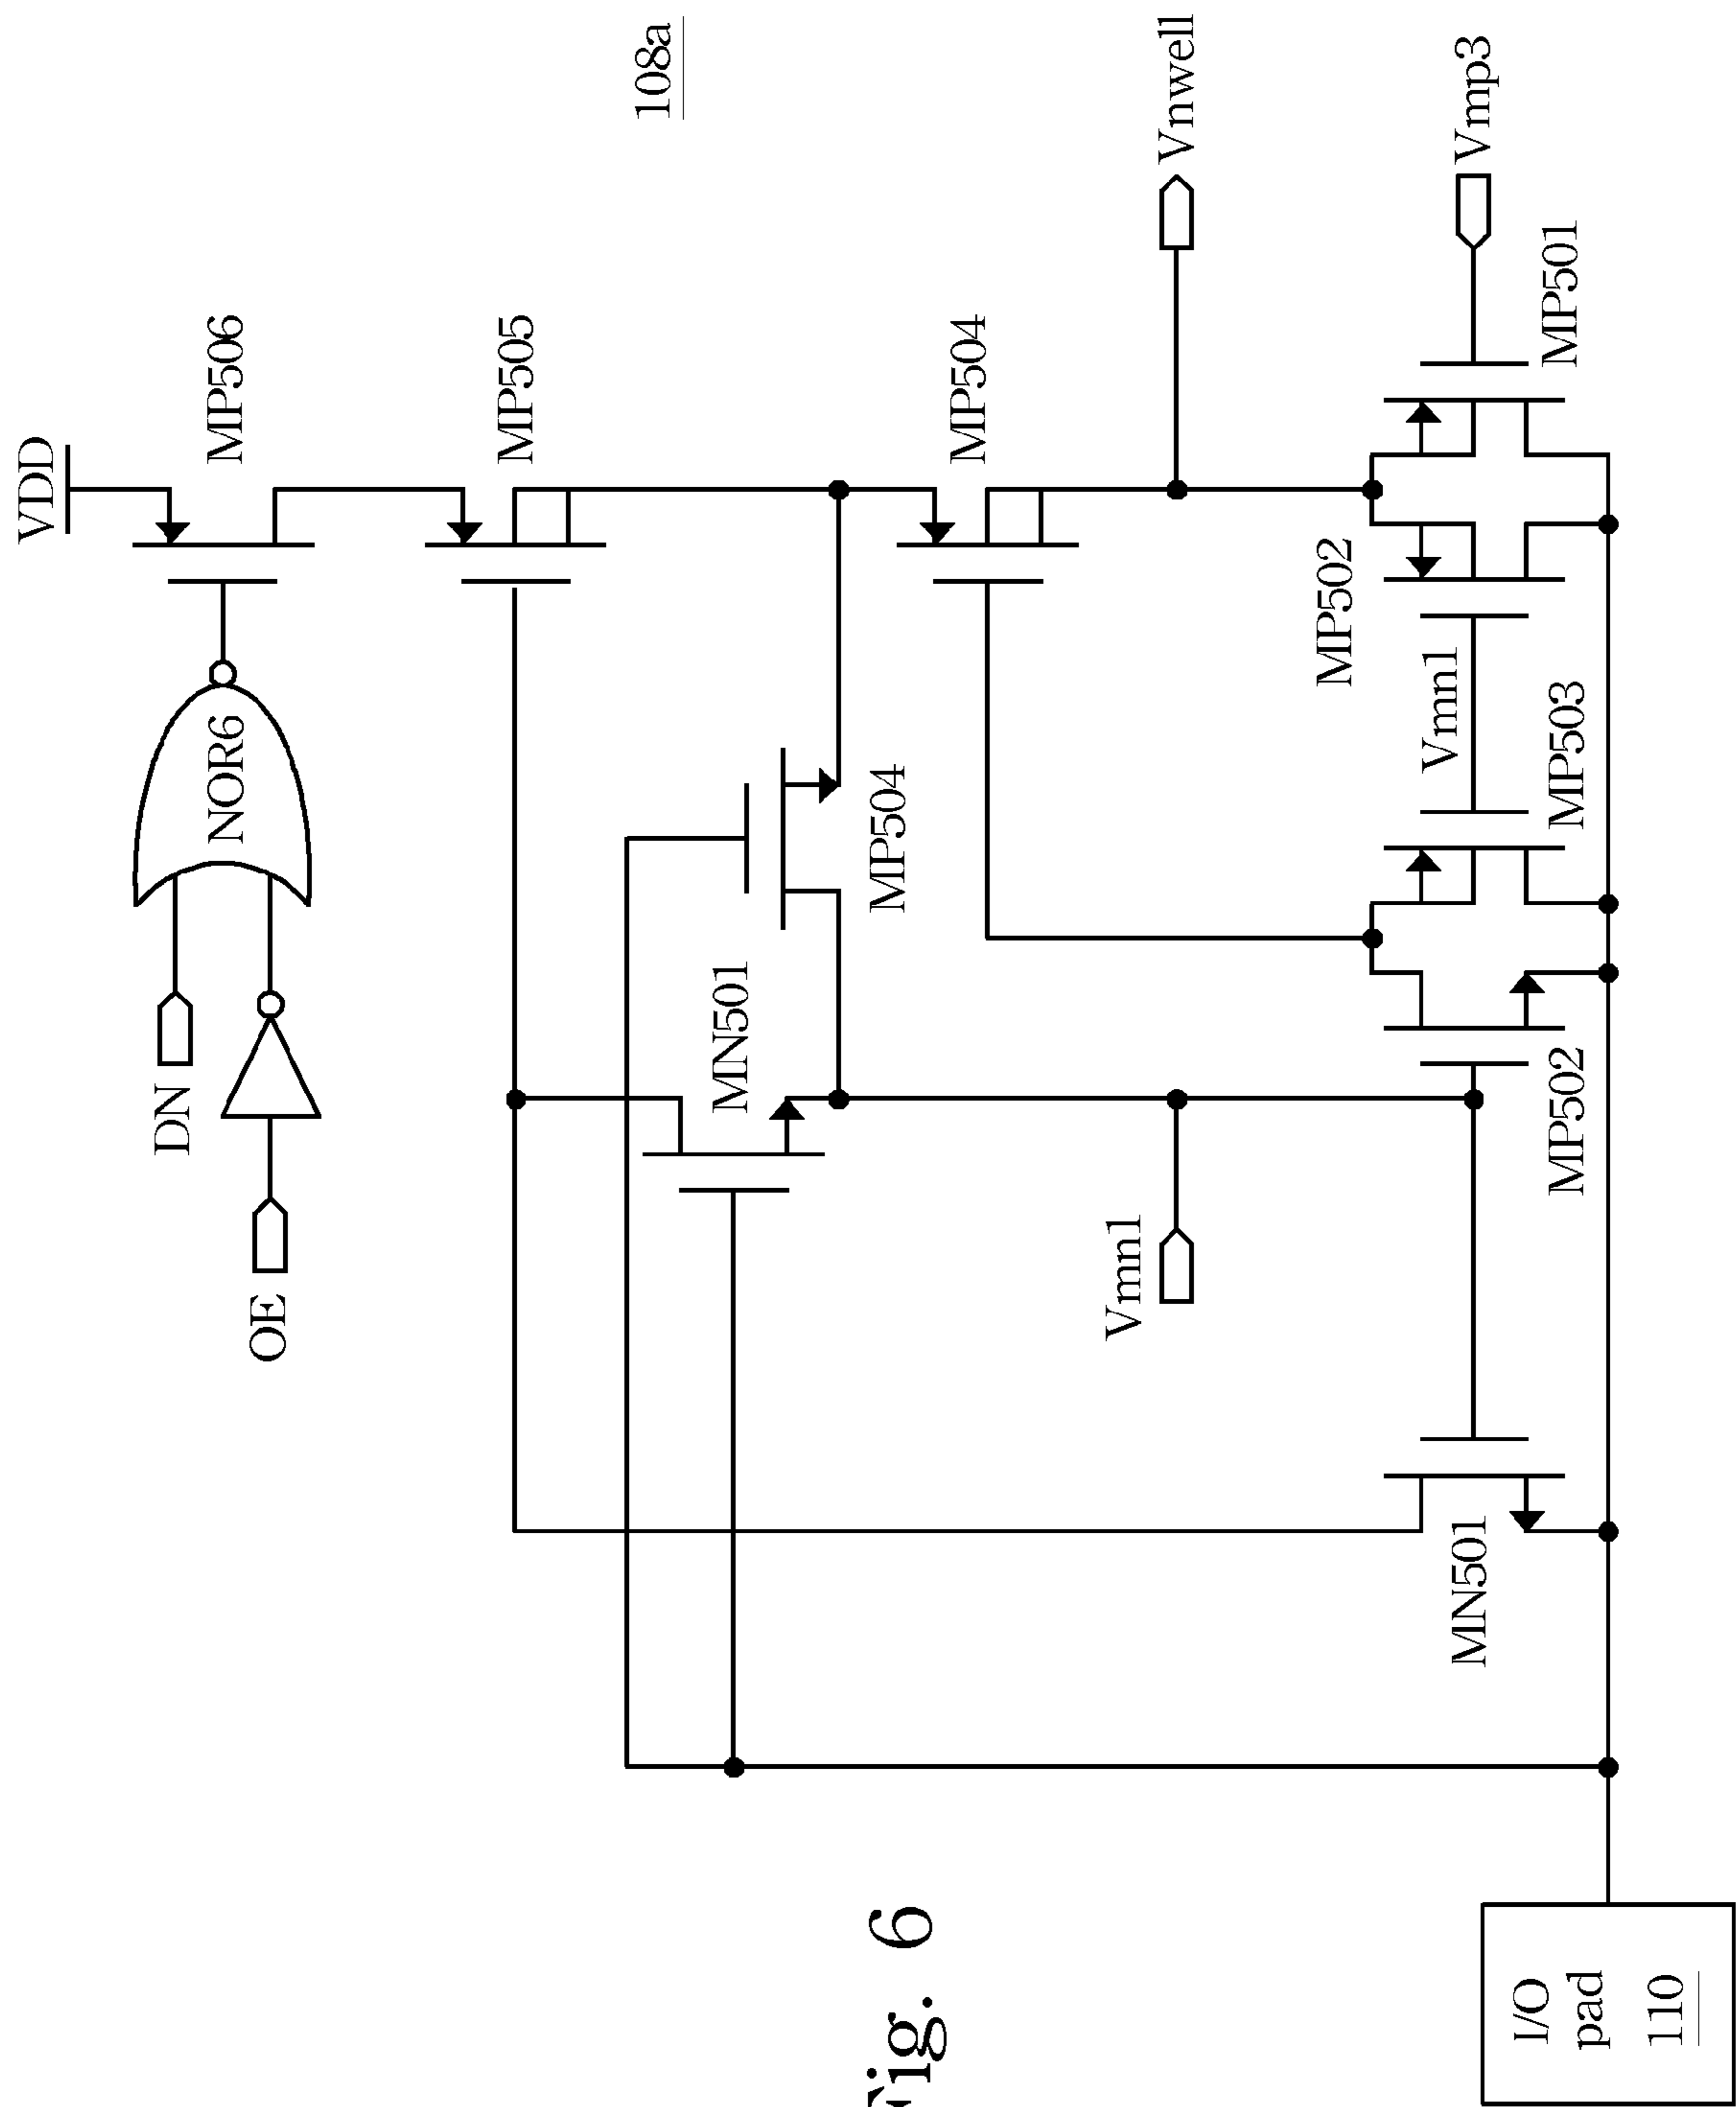 VDD
DN
NOR6
MP506
OE
MP505
108a
MN501
MP504
Fig. 6
MP504
Vmn1
Vnwell
MP502
Vmn1
MN501
Vmp3
MP502
MP503
MP501
I/O
pad
110